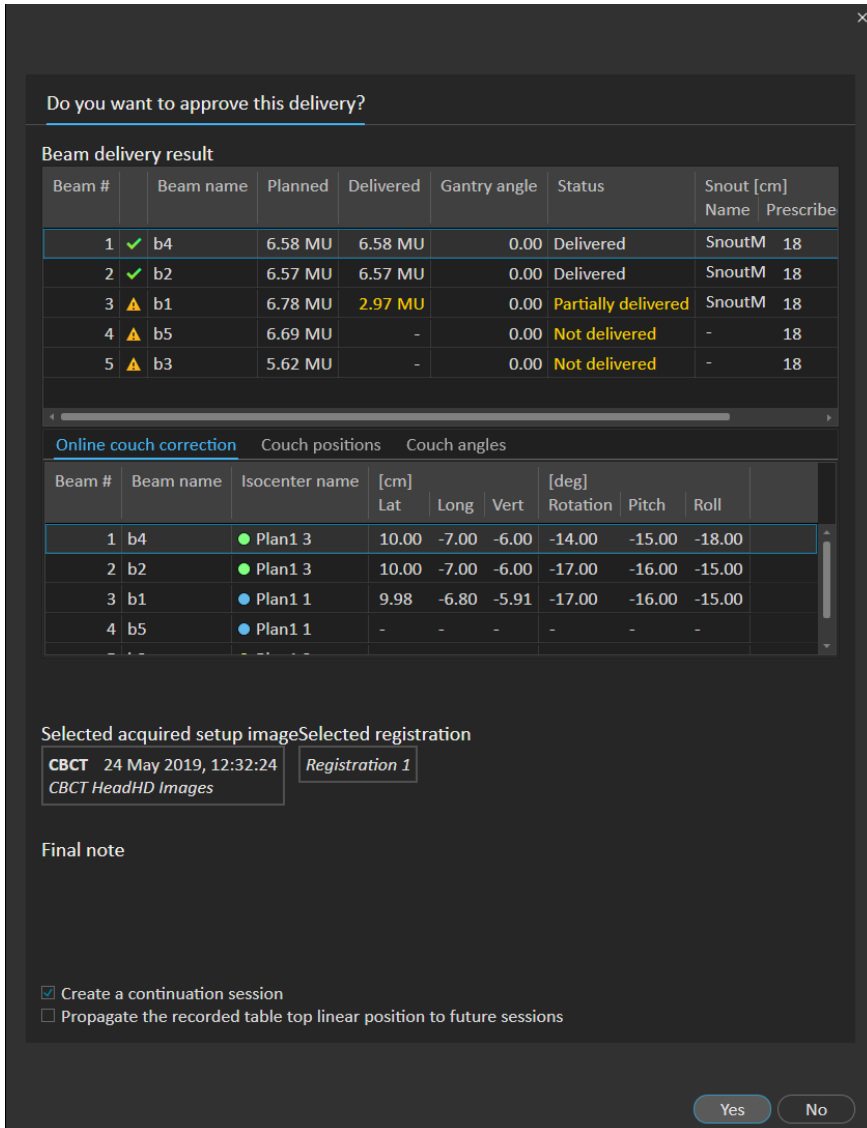 Do you want to approve this delivery?
Beam delivery result
Beam # Beam name Planned Delivered Gantry angle Status Snout [cm]
Name Prescribe
1 b4 6.58 MU 6.58 MU 0.00 Delivered SnoutM 18
2 b2 6.57 MU 6.57 MU 0.00 Delivered SnoutM 18
3 b1 6.78 MU 2.97 MU 0.00 Partially delivered SnoutM 18
4 b5 6.69 MU - 0.00 Not delivered - 18
5 b3 5.62 MU - 0.00 Not delivered - 18
Online couch correction Couch positions Couch angles
Beam # Beam name Isocenter name [cm] [deg]
Lat Long Vert Rotation Pitch Roll
1 b4 Plan1 3 10.00 -7.00 -6.00 -14.00 -15.00 -18.00
2 b2 Plan1 3 10.00 -7.00 -6.00 -17.00 -16.00 -15.00
3 b1 Plan1 1 9.98 -6.80 -5.91 -17.00 -16.00 -15.00
4 b5 Plan1 1 - - - - - -
Selected acquired setup image Selected registration
CBCT 24 May 2019, 12:32:24 Registration 1
CBCT HeadHD Images
Final note
Create a continuation session
Propagate the recorded table top linear position to future sessions
Yes No